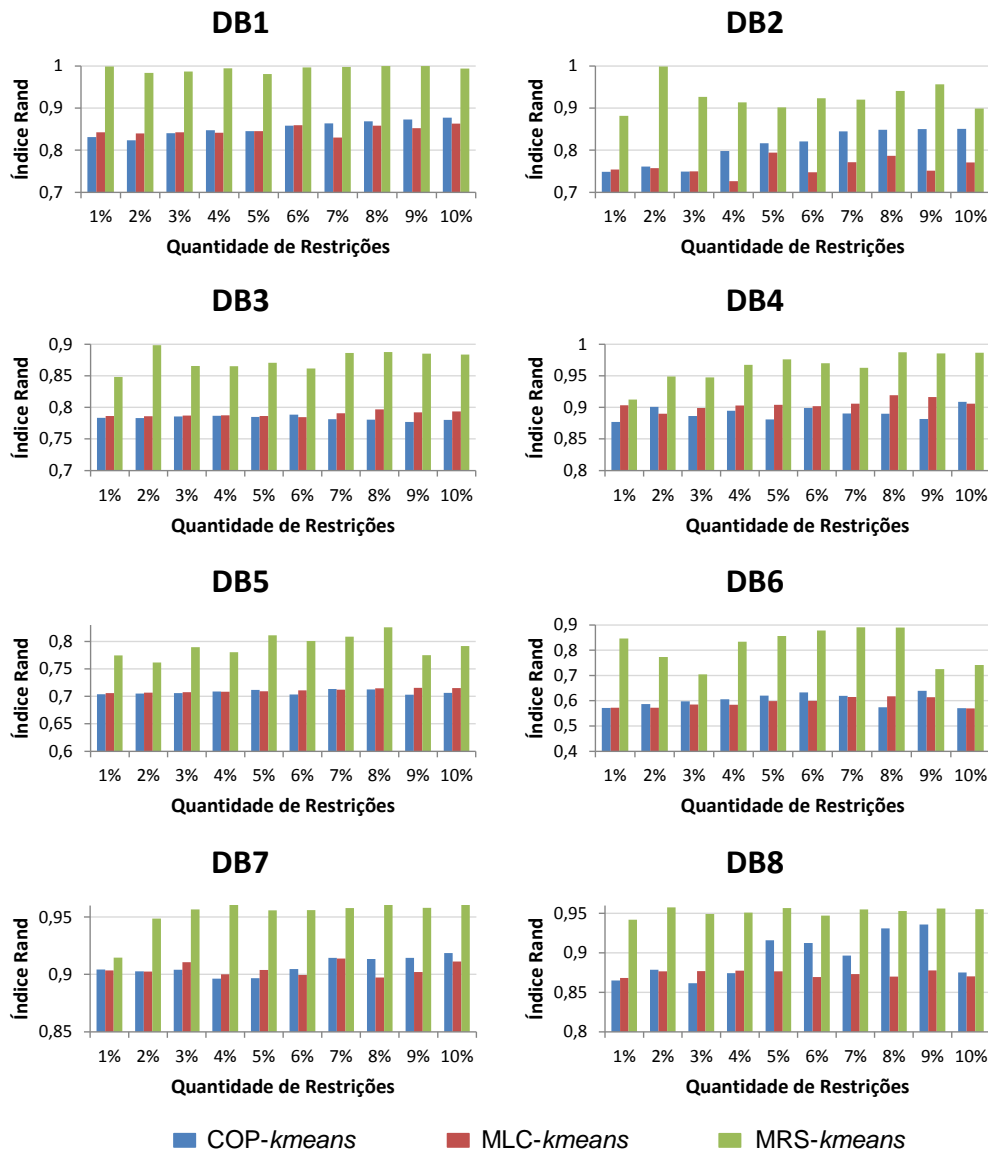 DB1
Índice Rand
1
0,9
0,8
0,7
1% 2% 3% 4% 5% 6% 7% 8% 9% 10%
Quantidade de Restrições
DB2
Índice Rand
1
0,9
0,8
0,7
1% 2% 3% 4% 5% 6% 7% 8% 9% 10%
Quantidade de Restrições
DB3
Índice Rand
0,9
0,85
0,8
0,75
0,7
1% 2% 3% 4% 5% 6% 7% 8% 9% 10%
Quantidade de Restrições
DB4
Índice Rand
1
0,95
0,9
0,85
0,8
1% 2% 3% 4% 5% 6% 7% 8% 9% 10%
Quantidade de Restrições
DB5
Índice Rand
0,8
0,75
0,7
0,65
0,6
1% 2% 3% 4% 5% 6% 7% 8% 9% 10%
Quantidade de Restrições
DB6
Índice Rand
0,9
0,8
0,7
0,6
0,5
0,4
1% 2% 3% 4% 5% 6% 7% 8% 9% 10%
Quantidade de Restrições
DB7
Índice Rand
0,95
0,9
0,85
1% 2% 3% 4% 5% 6% 7% 8% 9% 10%
Quantidade de Restrições
DB8
Índice Rand
0,95
0,9
0,85
0,8
1% 2% 3% 4% 5% 6% 7% 8% 9% 10%
Quantidade de Restrições
COP-kmeans MLC-kmeans MRS-kmeans